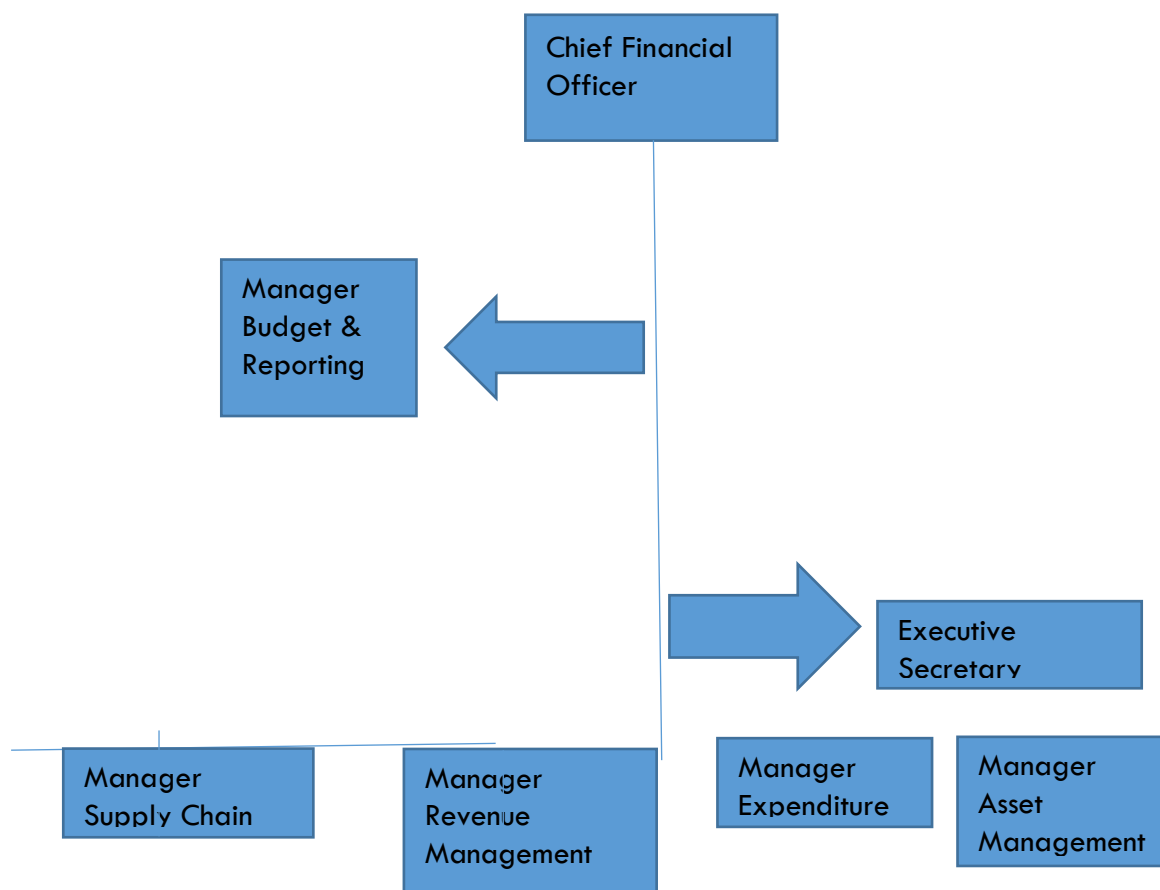 Chief Financial
Officer
Manager
Budget &
Reporting
Executive
Secretary
Manager
Supply Chain
Manager
Revenue
Management
Manager
Expenditure
Manager
Asset
Management